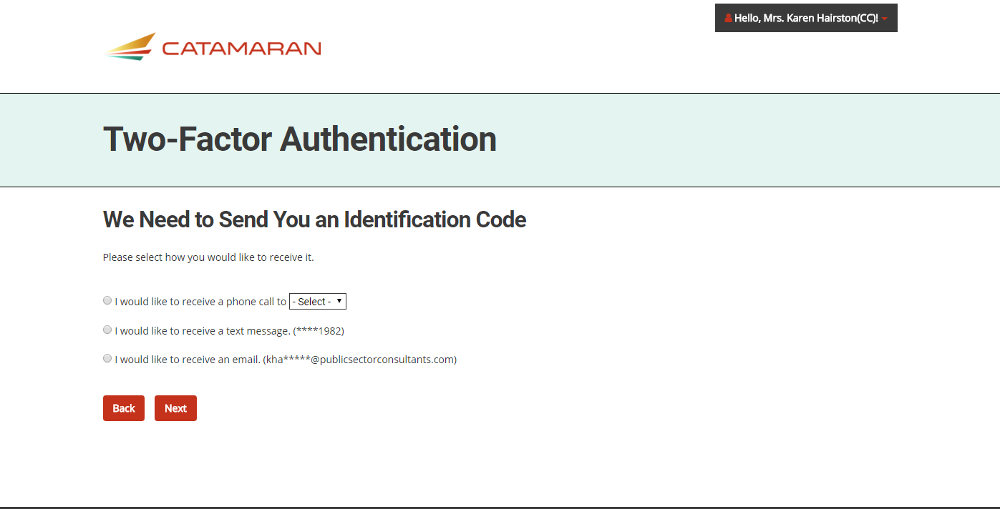 Hello, Mrs. Karen Hairston(CC)!
CATAMARAN
Two-Factor Authentication
We Need to Send You an Identification Code
Please select how you would like to receive it.
I would like to receive a phone call to - Select -
I would like to receive a text message. (****1982)
I would like to receive an email. (kha*****@publicsectorconsultants.com)
Back Next